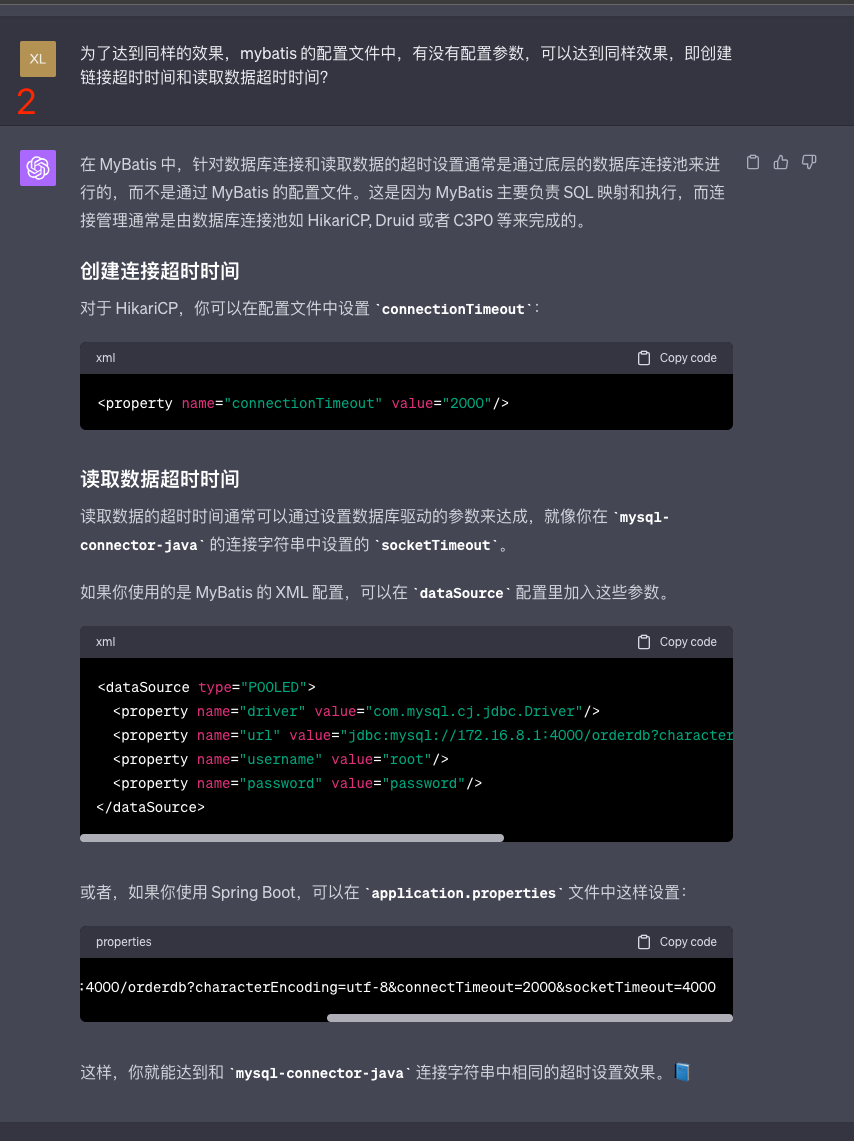 XL
为了达到同样的效果，mybatis 的配置文件中，有没有配置参数，可以达到同样效果，即创建
链接超时时间和读取数据超时时间?
2
在 MyBatis 中，针对数据库连接和读取数据的超时设置通常是通过底层的数据库连接池来进
行的，而不是通过 MyBatis 的配置文件。这是因为 MyBatis 主要负责 SQL 映射和执行，而连
接管理通常是由数据库连接池如 HikariCP, Druid 或者 C3P0 等来完成的。
创建连接超时时间
对于 HikariCP，你可以在配置文件中设置 `connectionTimeout`：
xml
Copy code
<property name="connectionTimeout" value="2000"/>
读取数据超时时间
读取数据的超时时间通常可以通过设置数据库驱动的参数来达成，就像你在 `mysql-
connector-java` 的连接字符串中设置的 `socketTimeout`。
如果你使用的是 MyBatis 的 XML 配置，可以在 `dataSource` 配置里加入这些参数。
xml
Copy code
<dataSource type="POOLED">
<property name="driver" value="com.mysql.cj.jdbc.Driver"/>
<property name="url" value="jdbc:mysql://172.16.8.1:4000/orderdb?character
<property name="username" value="root"/>
<property name="password" value="password"/>
</dataSource>
或者，如果你使用 Spring Boot，可以在 `application.properties` 文件中这样设置：
properties
Copy code
:4000/orderdb?characterEncoding=utf-8&connectTimeout=2000&socketTimeout=4000
这样，你就能达到和 `mysql-connector-java` 连接字符串中相同的超时设置效果。📘